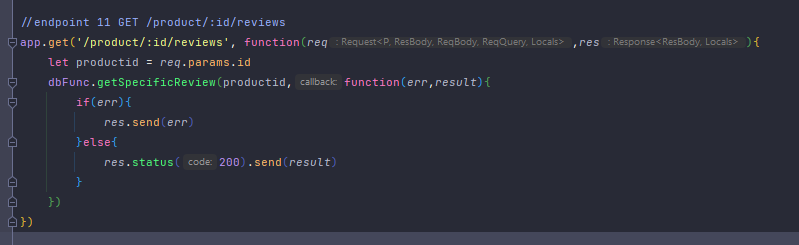 //endpoint 11 GET /product/:id/reviews
app.get('/product/:id/reviews', function(req : Request<P, ResBody, ReqBody, ReqQuery, Locals> ,res : Response<ResBody, Locals> ){
let productid = req.params.id
dbFunc.getSpecificReview(productid, callback: function(err,result){
if(err){
res.send(err)
}else{
res.status( code: 200).send(result)
}
})
})